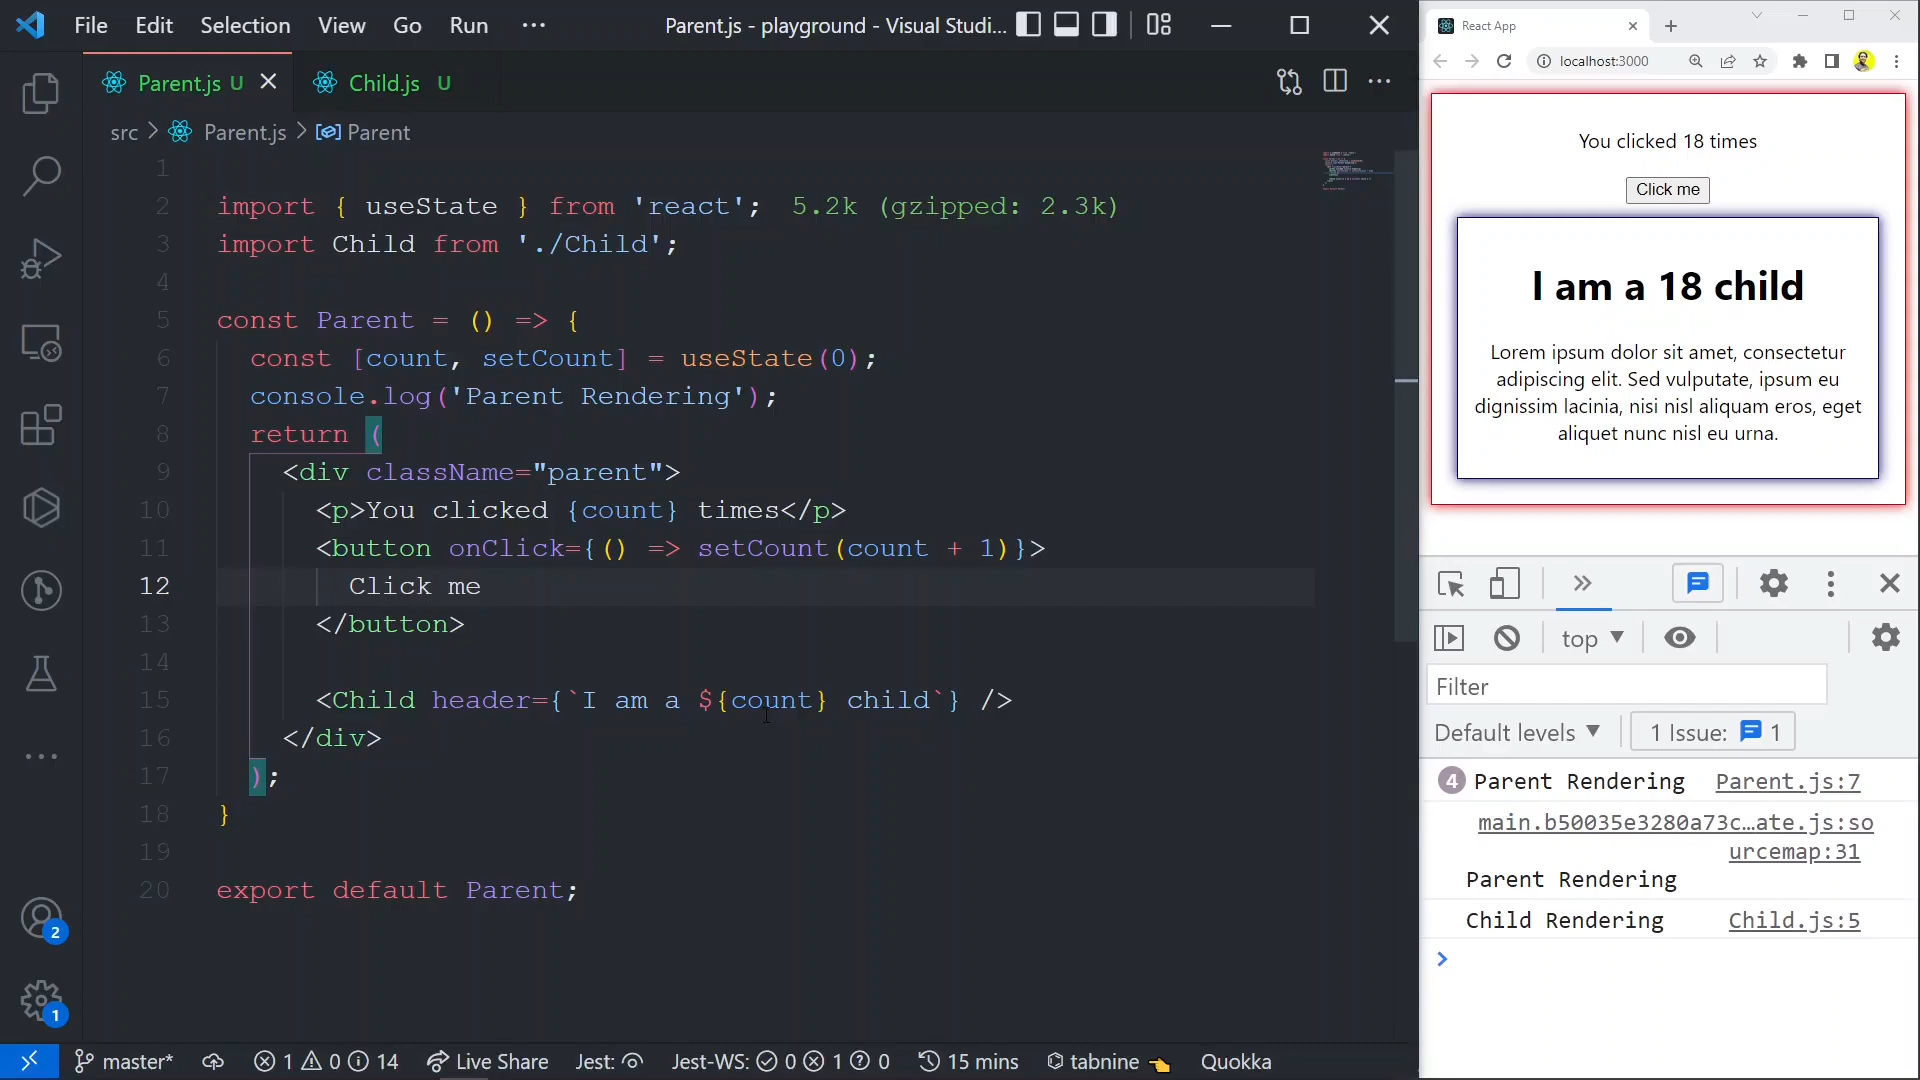 File Edit Selection View Go Run ··· Parent.js - playground - Visual Studi...
Parent.js U Child.js U
src > Parent.js > Parent
1
2 import { useState } from 'react'; 5.2k (gzipped: 2.3k)
3 import Child from './Child';
4
5 const Parent = () => {
6 const [count, setCount] = useState(0);
7 console.log('Parent Rendering');
8 return (
9 <div className="parent">
10 <p>You clicked {count} times</p>
11 <button onClick={() => setCount(count + 1)}>
12 Click me
13 </button>
14
15 <Child header={`I am a ${count} child`} />
16 </div>
17 );
18 }
19
20 export default Parent;
2
1
master* 1 0 14 Live Share Jest: Jest-WS: 0 1 0 15 mins tabnine Quokka
React App
localhost:3000
You clicked 18 times
Click me
I am a 18 child
Lorem ipsum dolor sit amet, consectetur
adipiscing elit. Sed vulputate, ipsum eu
dignissim lacinia, nisi nisl aliquam eros, eget
aliquet nunc nisl eu urna.
top
Filter
Default levels 1 Issue: 1
4 Parent Rendering Parent.js:7
main.b50035e3280a73c…ate.js:so
urcemap:31
Parent Rendering
Child Rendering Child.js:5